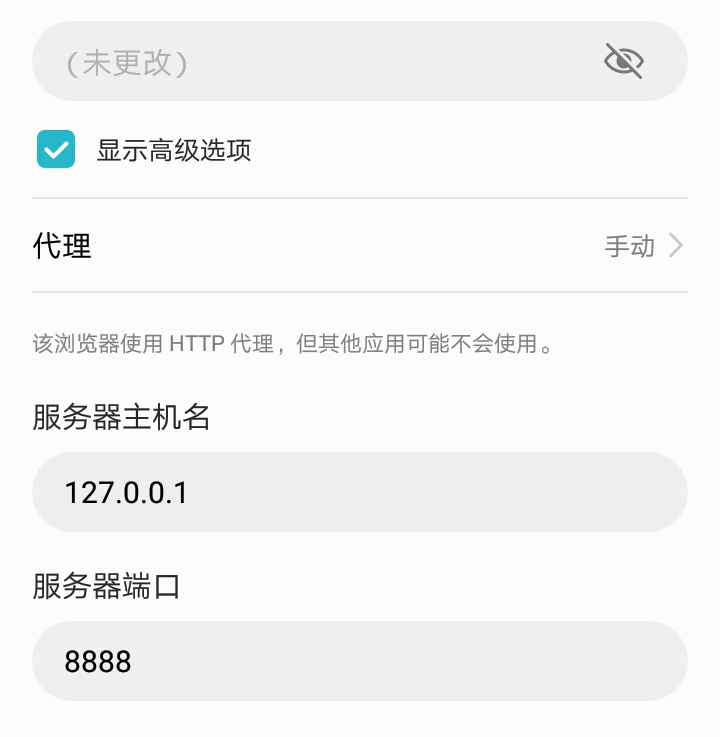 (未更改)
显示高级选项
代理
手动
该浏览器使用 HTTP 代理，但其他应用可能不会使用。
服务器主机名
127.0.0.1
服务器端口
8888